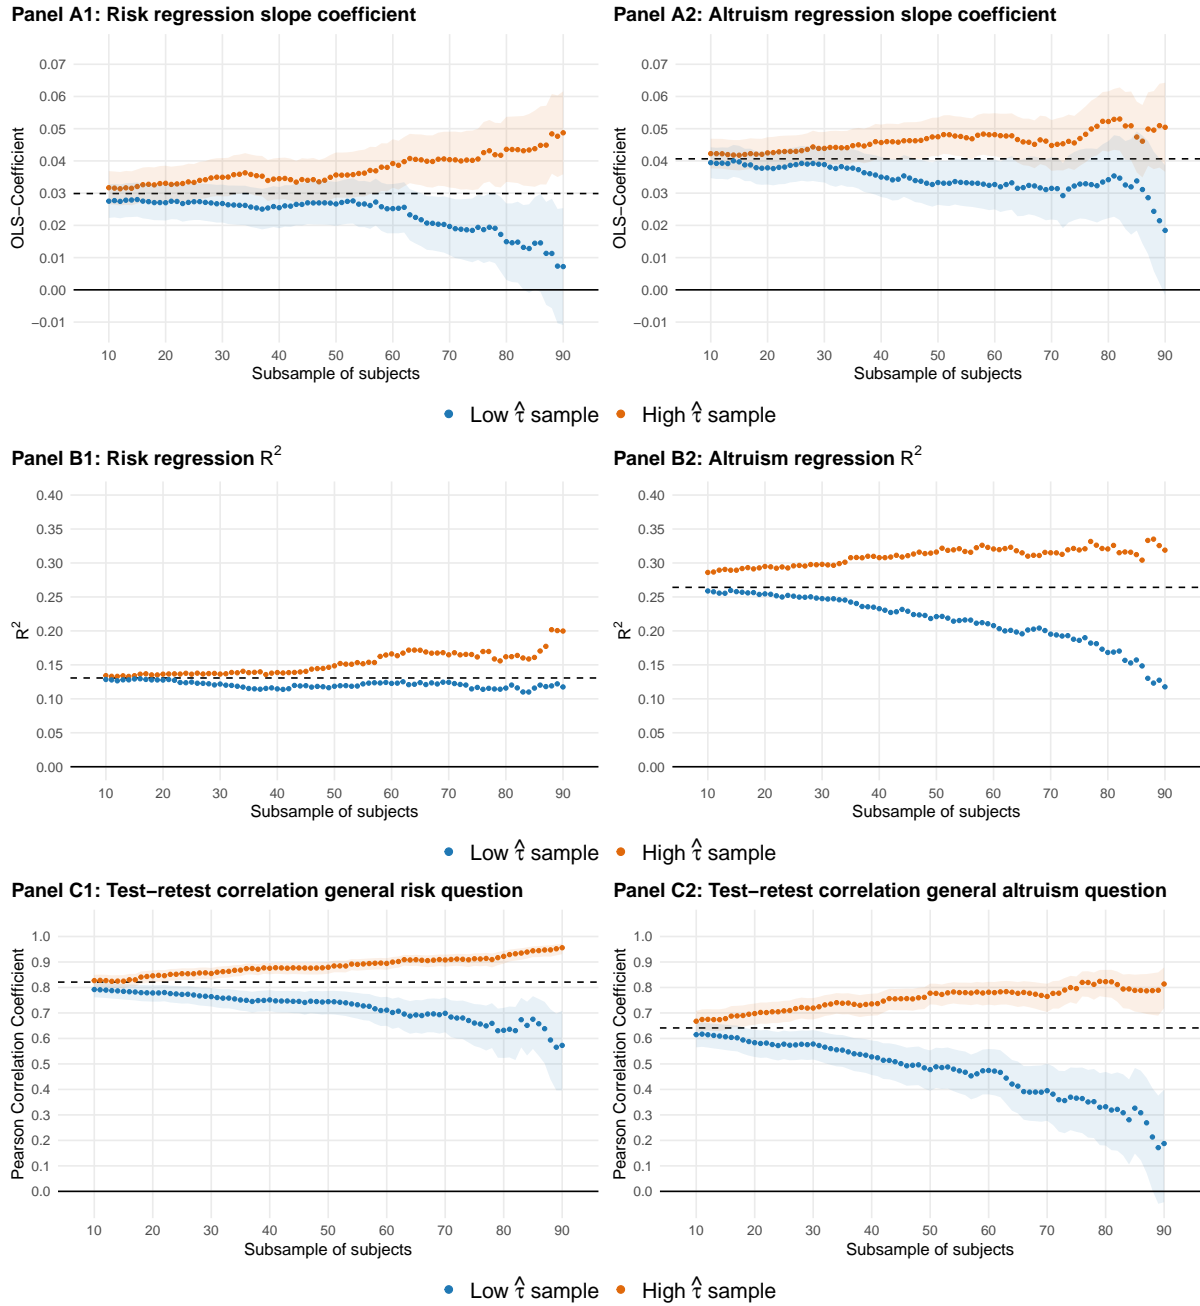 Panel A1: Risk regression slope coefficient
OLS−Coefficient
0.07
0.06
0.05
0.04
0.03
0.02
0.01
0.00
−0.01
10 20 30 40 50 60 70 80 90
Subsample of subjects
Panel A2: Altruism regression slope coefficient
OLS−Coefficient
0.07
0.06
0.05
0.04
0.03
0.02
0.01
0.00
−0.01
10 20 30 40 50 60 70 80 90
Subsample of subjects
Low τ̂ sample High τ̂ sample
Panel B1: Risk regression R²
R²
0.40
0.35
0.30
0.25
0.20
0.15
0.10
0.05
0.00
10 20 30 40 50 60 70 80 90
Subsample of subjects
Panel B2: Altruism regression R²
R²
0.40
0.35
0.30
0.25
0.20
0.15
0.10
0.05
0.00
10 20 30 40 50 60 70 80 90
Subsample of subjects
Low τ̂ sample High τ̂ sample
Panel C1: Test−retest correlation general risk question
Pearson Correlation Coefficient
1.0
0.9
0.8
0.7
0.6
0.5
0.4
0.3
0.2
0.1
0.0
10 20 30 40 50 60 70 80 90
Subsample of subjects
Panel C2: Test−retest correlation general altruism question
Pearson Correlation Coefficient
1.0
0.9
0.8
0.7
0.6
0.5
0.4
0.3
0.2
0.1
0.0
10 20 30 40 50 60 70 80 90
Subsample of subjects
Low τ̂ sample High τ̂ sample